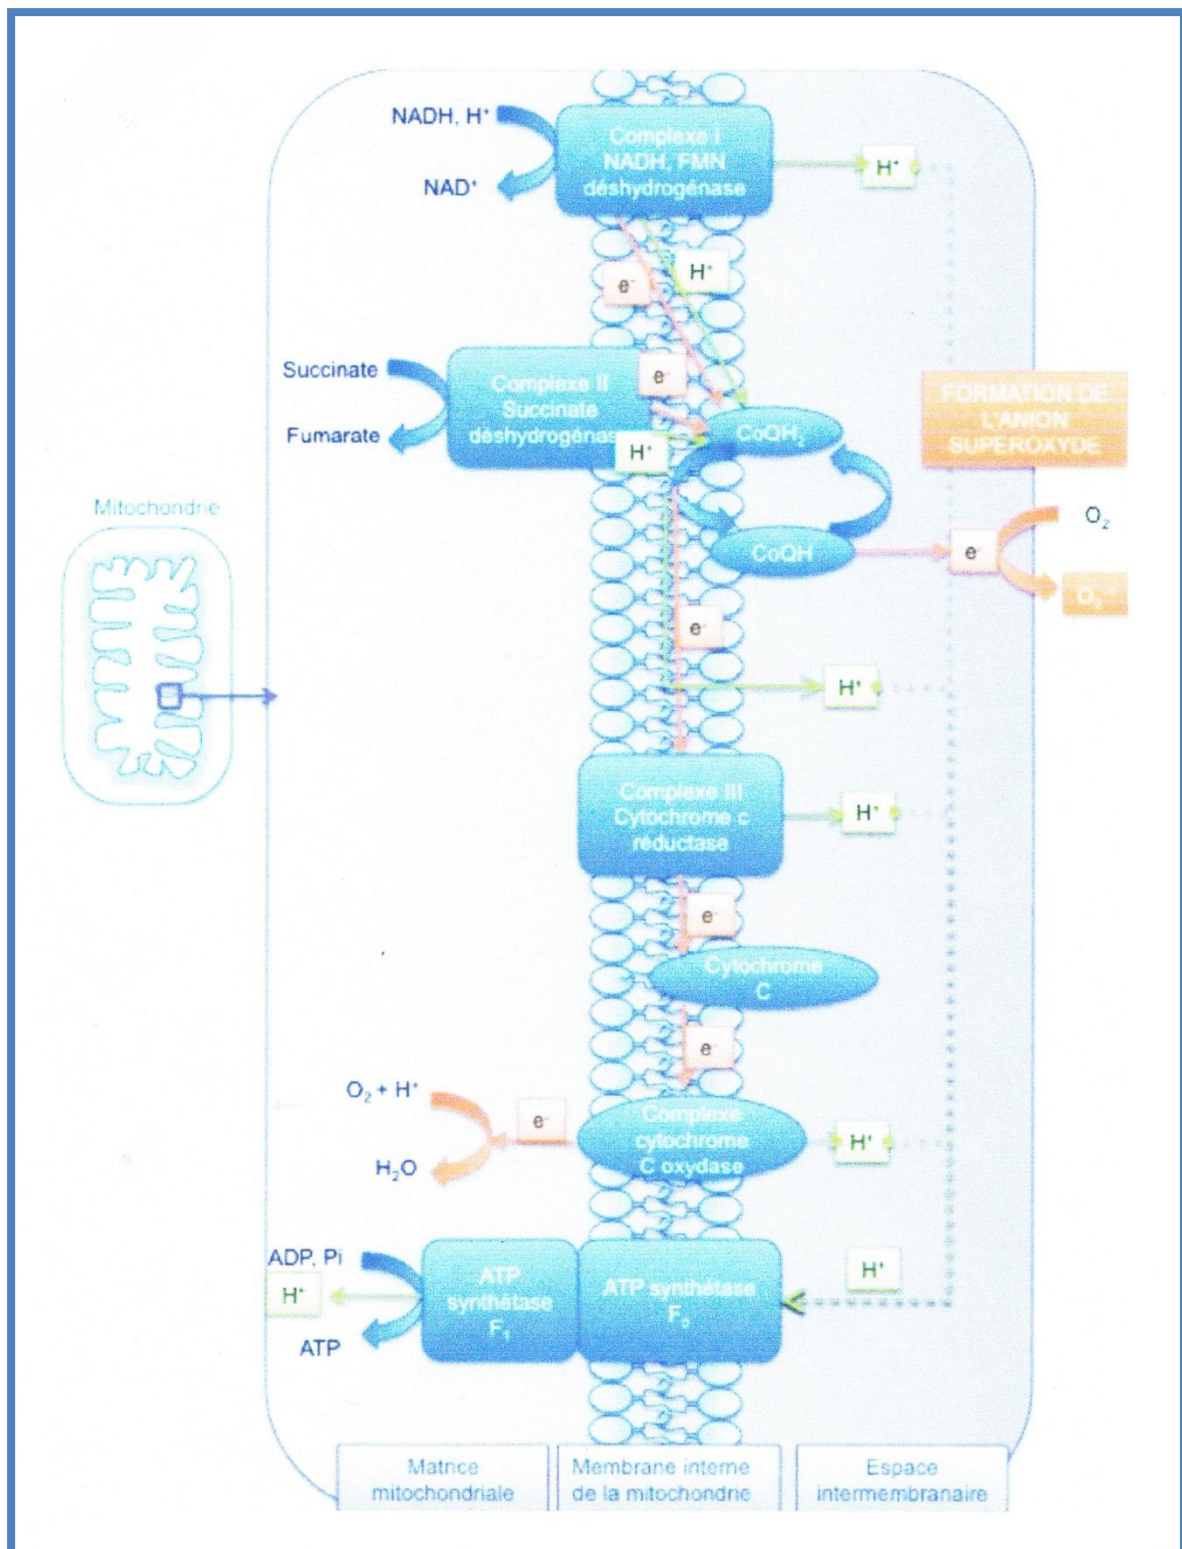 NADH, H⁺
NAD⁺
Complexe I
NADH, FMN
déshydrogénase
H⁺
H⁺
e⁻
Succinate
Fumarate
Complexe II
Succinate
déshydrogénas
e⁻
H⁺
CoQH₂
FORMATION DE
L'ANION
SUPEROXYDE
Mitochondrie
CoQH
e⁻
O₂
O₂
e⁻
H⁺
Complexe III
Cytochrome c
réductase
H⁺
e⁻
Cytochrome
C
e⁻
O₂ + H⁺
H₂O
e⁻
Complexe
cytochrome
C oxydase
H⁺
ADP, Pi
H⁺
ATP
ATP
synthétase
F₁
ATP synthétase
F₀
H⁺
Matrice
mitochondriale
Membrane interne
de la mitochondrie
Espace
intermembranaire